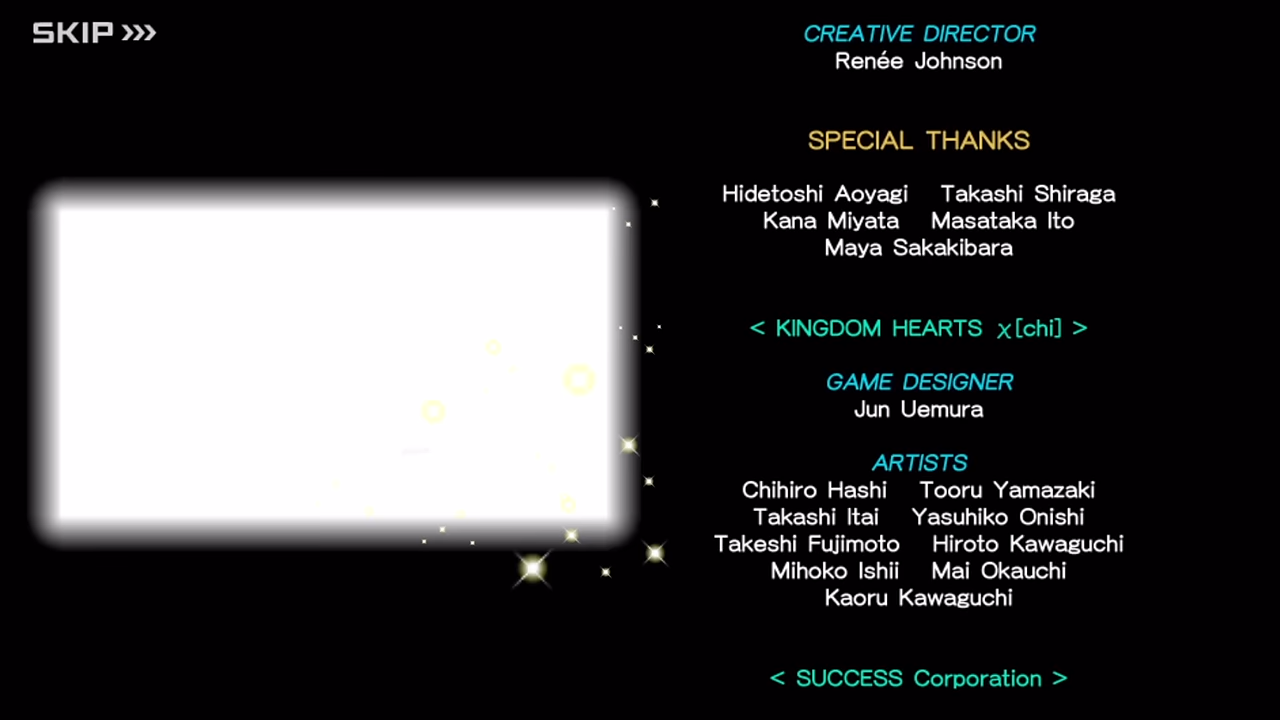 SKIP >>>
CREATIVE DIRECTOR
Renée Johnson
SPECIAL THANKS
Hidetoshi Aoyagi Takashi Shiraga
Kana Miyata Masataka Ito
Maya Sakakibara
< KINGDOM HEARTS χ[chi] >
GAME DESIGNER
Jun Uemura
ARTISTS
Chihiro Hashi Tooru Yamazaki
Takashi Itai Yasuhiko Onishi
Takeshi Fujimoto Hiroto Kawaguchi
Mihoko Ishii Mai Okauchi
Kaoru Kawaguchi
< SUCCESS Corporation >